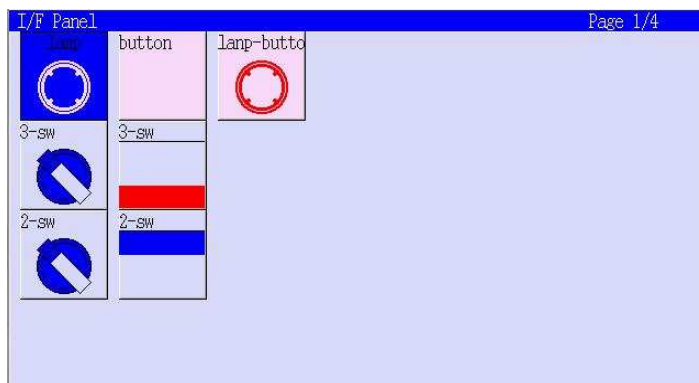 I/F Panel Page 1/4
lamp button lanp-butto
3-sw 3-sw
2-sw 2-sw